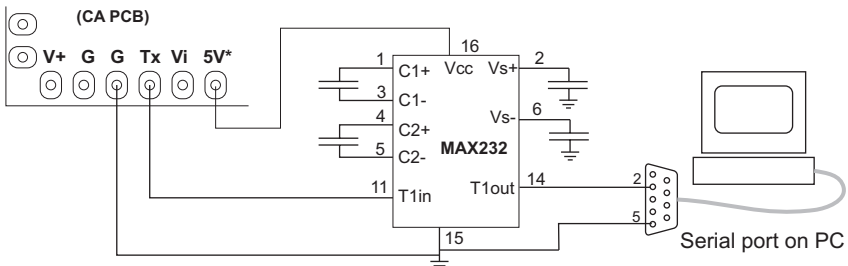 (CA PCB)
V+ G G Tx Vi 5V*
16
1 C1+ Vcc Vs+ 2
3 C1-
4 C2+ Vs- 6
5 C2- MAX232
11 T1in T1out 14 2
15 5
Serial port on PC